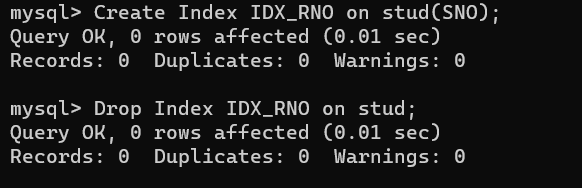 mysql> Create Index IDX_RNO on stud(SNO);
Query OK, 0 rows affected (0.01 sec)
Records: 0  Duplicates: 0  Warnings: 0
mysql> Drop Index IDX_RNO on stud;
Query OK, 0 rows affected (0.01 sec)
Records: 0  Duplicates: 0  Warnings: 0